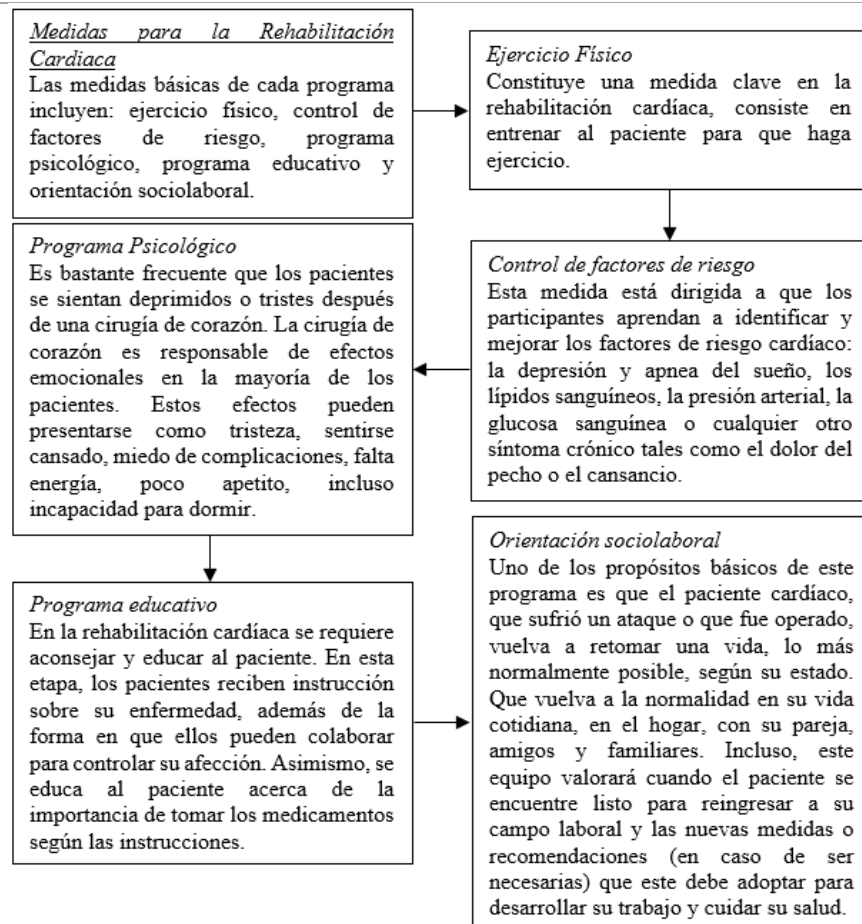 Medidas para la Rehabilitación
Cardiaca
Las medidas básicas de cada programa
incluyen: ejercicio físico, control de
factores de riesgo, programa
psicológico, programa educativo y
orientación sociolaboral.
Ejercicio Físico
Constituye una medida clave en la
rehabilitación cardíaca, consiste en
entrenar al paciente para que haga
ejercicio.
Control de factores de riesgo
Esta medida está dirigida a que los
participantes aprendan a identificar y
mejorar los factores de riesgo cardíaco:
la depresión y apnea del sueño, los
lípidos sanguíneos, la presión arterial, la
glucosa sanguínea o cualquier otro
síntoma crónico tales como el dolor del
pecho o el cansancio.
Programa Psicológico
Es bastante frecuente que los pacientes
se sientan deprimidos o tristes después
de una cirugía de corazón. La cirugía de
corazón es responsable de efectos
emocionales en la mayoría de los
pacientes. Estos efectos pueden
presentarse como tristeza, sentirse
cansado, miedo de complicaciones, falta
energía, poco apetito, incluso
incapacidad para dormir.
Programa educativo
En la rehabilitación cardíaca se requiere
aconsejar y educar al paciente. En esta
etapa, los pacientes reciben instrucción
sobre su enfermedad, además de la
forma en que ellos pueden colaborar
para controlar su afección. Asimismo, se
educa al paciente acerca de la
importancia de tomar los medicamentos
según las instrucciones.
Orientación sociolaboral
Uno de los propósitos básicos de este
programa es que el paciente cardíaco,
que sufrió un ataque o que fue operado,
vuelva a retomar una vida, lo más
normalmente posible, según su estado.
Que vuelva a la normalidad en su vida
cotidiana, en el hogar, con su pareja,
amigos y familiares. Incluso, este
equipo valorará cuando el paciente se
encuentre listo para reingresar a su
campo laboral y las nuevas medidas o
recomendaciones (en caso de ser
necesarias) que este debe adoptar para
desarrollar su trabajo y cuidar su salud.